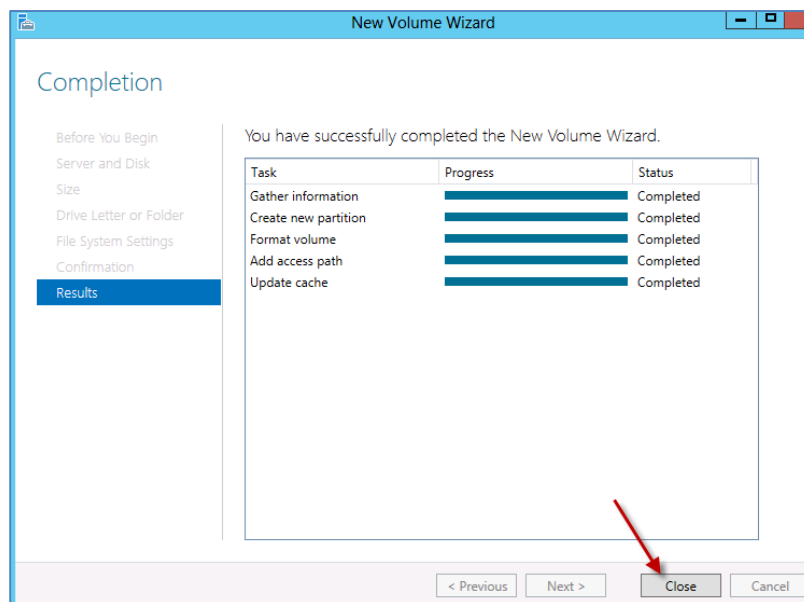 New Volume Wizard
Completion
Before You Begin
Server and Disk
Size
Drive Letter or Folder
File System Settings
Confirmation
Results
You have successfully completed the New Volume Wizard.
Task Progress Status
Gather information Completed
Create new partition Completed
Format volume Completed
Add access path Completed
Update cache Completed
< Previous Next > Close Cancel